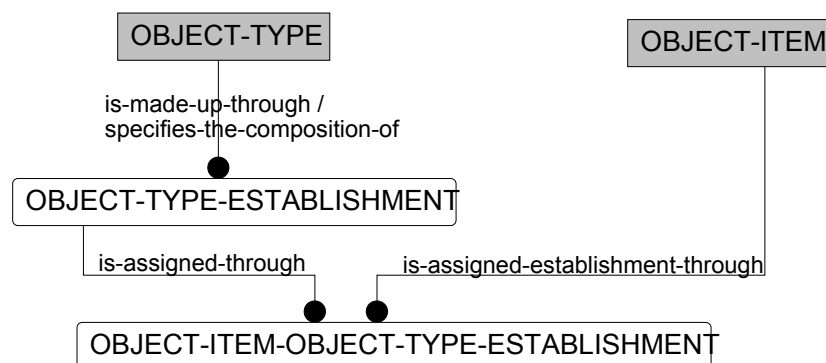 OBJECT-TYPE
OBJECT-ITEM
is-made-up-through /
specifies-the-composition-of
OBJECT-TYPE-ESTABLISHMENT
is-assigned-through
is-assigned-establishment-through
OBJECT-ITEM-OBJECT-TYPE-ESTABLISHMENT